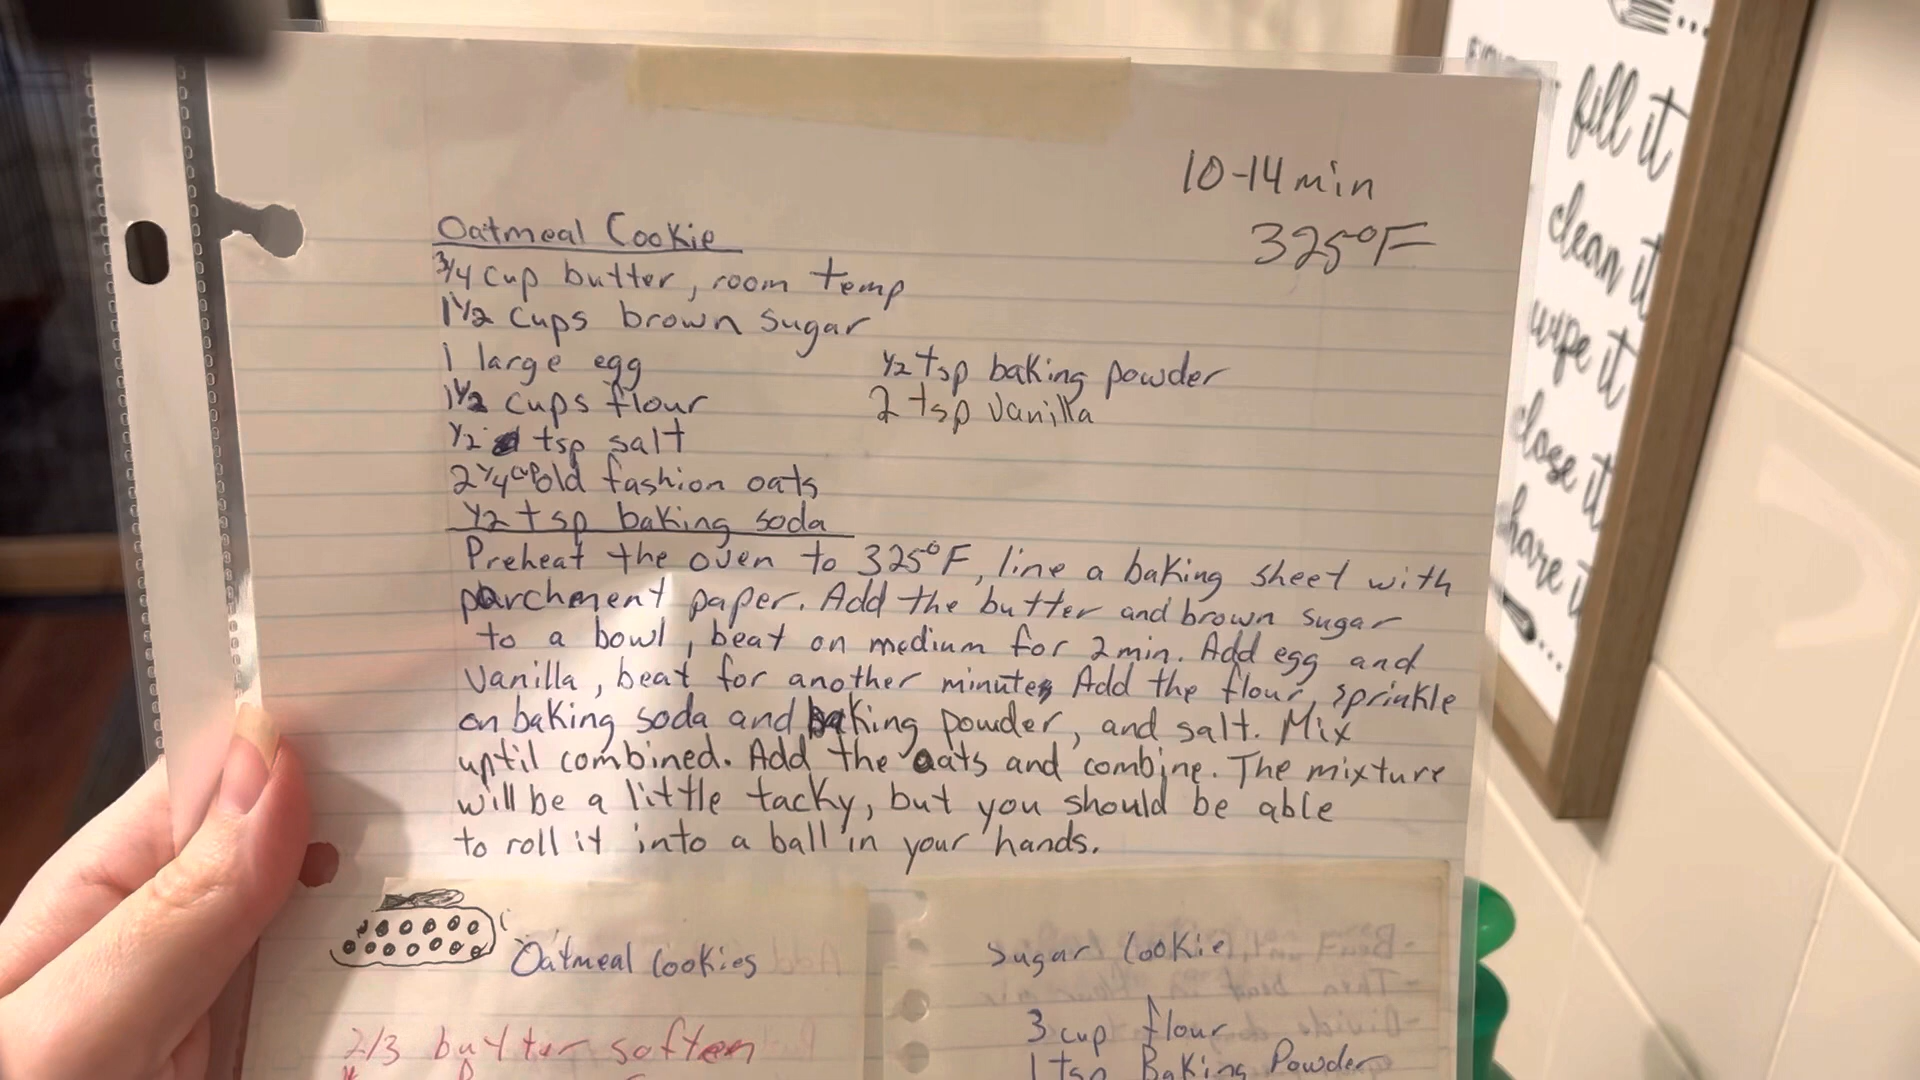 10-14 min
325°F
Oatmeal Cookie
3/4 cup butter, room temp
1 1/2 cups brown sugar
1 large egg
1 1/2 cups flour
1/2 tsp salt
2 1/4 cup old fashion oats
1/2 tsp baking soda
1/2 tsp baking powder
2 tsp vanilla
Preheat the oven to 325°F, line a baking sheet with
parchment paper. Add the butter and brown sugar
to a bowl, beat on medium for 2 min. Add egg and
vanilla, beat for another minute, Add the flour, sprinkle
on baking soda and baking powder, and salt. Mix
until combined. Add the oats and combine. The mixture
will be a little tacky, but you should be able
to roll it into a ball in your hands.
Oatmeal Cookies
2/3 butter soften
Sugar Cookie
3 cup flour
1 tsp Baking Powder
fill it
clean it
wipe it
close it
share it